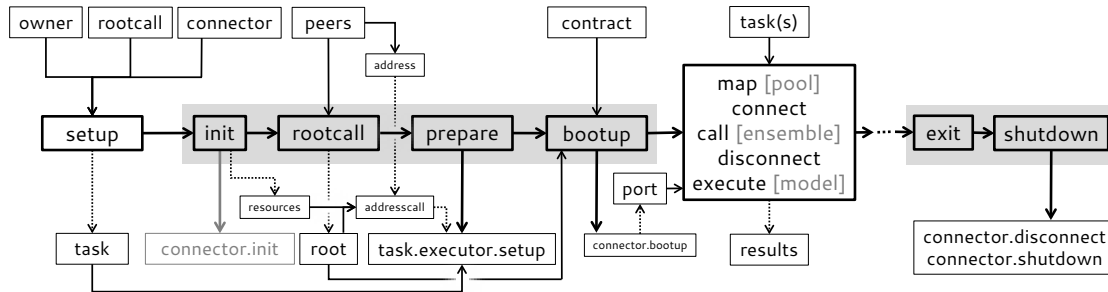 owner
rootcall
connector
peers
contract
task(s)
address
setup
init
rootcall
prepare
bootup
map [pool]
connect
call [ensemble]
disconnect
execute [model]
exit
shutdown
resources
addresscall
port
task
connector.init
root
task.executor.setup
connector.bootup
results
connector.disconnect
connector.shutdown